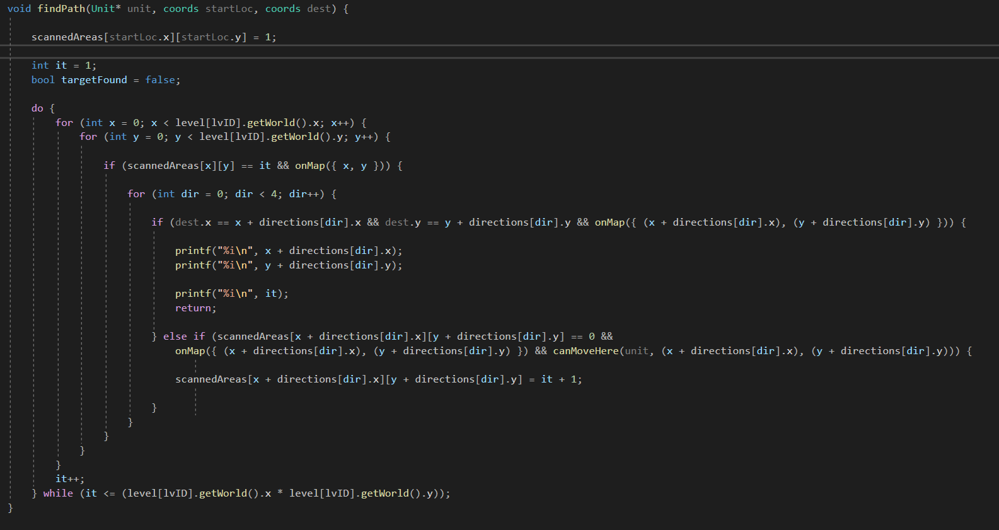 void findPath(Unit* unit, coords startLoc, coords dest) {
scannedAreas[startLoc.x][startLoc.y] = 1;
int it = 1;
bool targetFound = false;
do {
for (int x = 0; x < level[lvID].getWorld().x; x++) {
for (int y = 0; y < level[lvID].getWorld().y; y++) {
if (scannedAreas[x][y] == it && onMap({ x, y })) {
for (int dir = 0; dir < 4; dir++) {
if (dest.x == x + directions[dir].x && dest.y == y + directions[dir].y && onMap({ (x + directions[dir].x), (y + directions[dir].y) })) {
printf("%i\n", x + directions[dir].x);
printf("%i\n", y + directions[dir].y);
printf("%i\n", it);
return;
} else if (scannedAreas[x + directions[dir].x][y + directions[dir].y] == 0 &&
onMap({ (x + directions[dir].x), (y + directions[dir].y) }) && canMoveHere(unit, (x + directions[dir].x), (y + directions[dir].y))) {
scannedAreas[x + directions[dir].x][y + directions[dir].y] = it + 1;
}
}
}
}
}
it++;
} while (it <= (level[lvID].getWorld().x * level[lvID].getWorld().y));
}